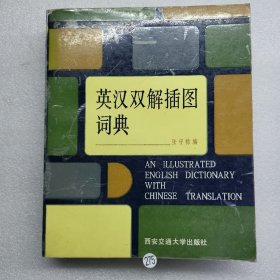 英汉双解插图
词典
AN ILLUSTRATED
ENGLISH DICTIONARY
WITH
CHINESE TRANSLATION
西安交通大学出版社
275